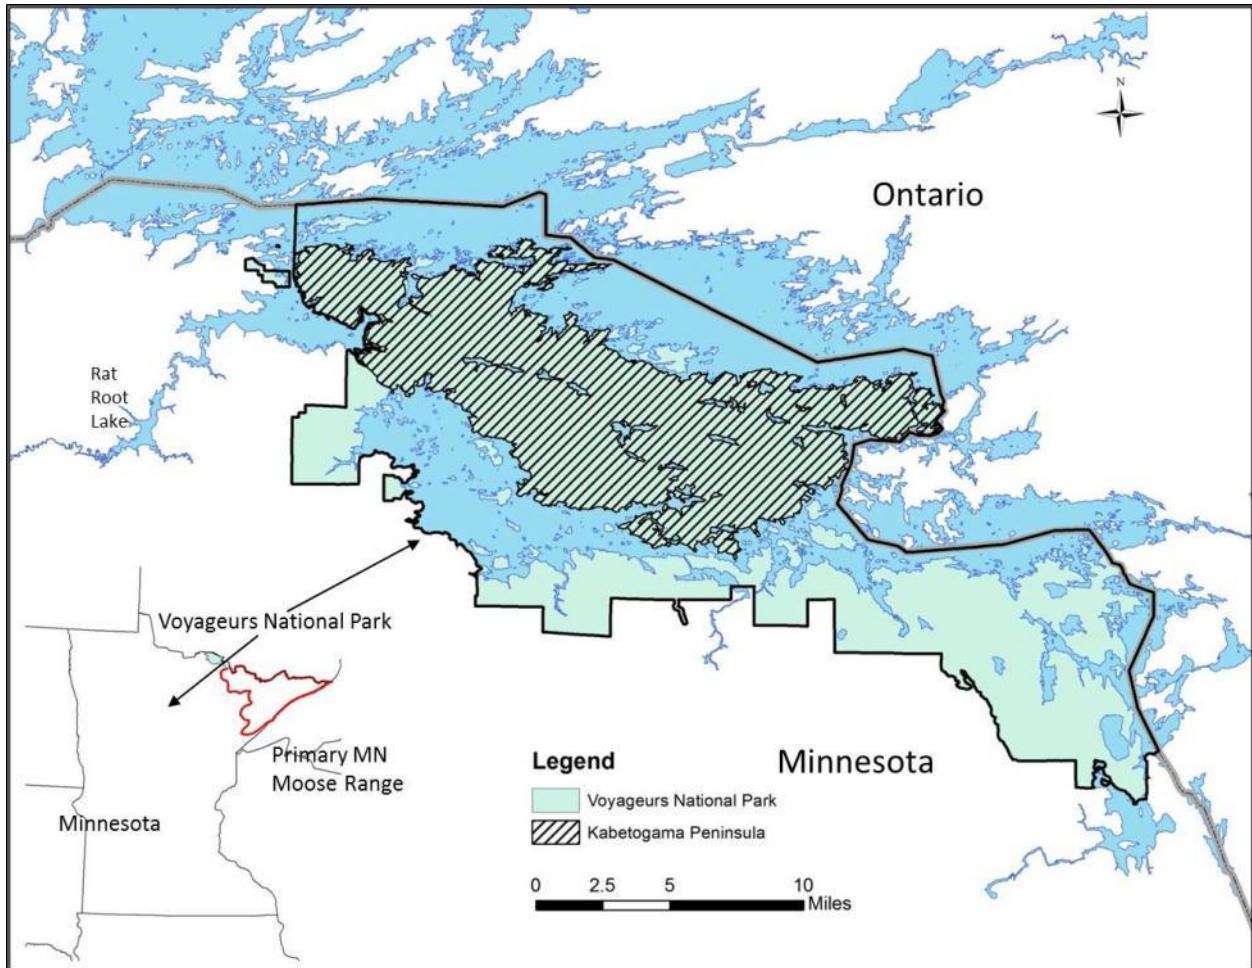 N
Ontario
Rat
Root
Lake
Voyageurs National Park
Primary MN
Moose Range
Minnesota
Minnesota
Legend
Voyageurs National Park
Kabetogama Peninsula
0 2.5 5 10
Miles